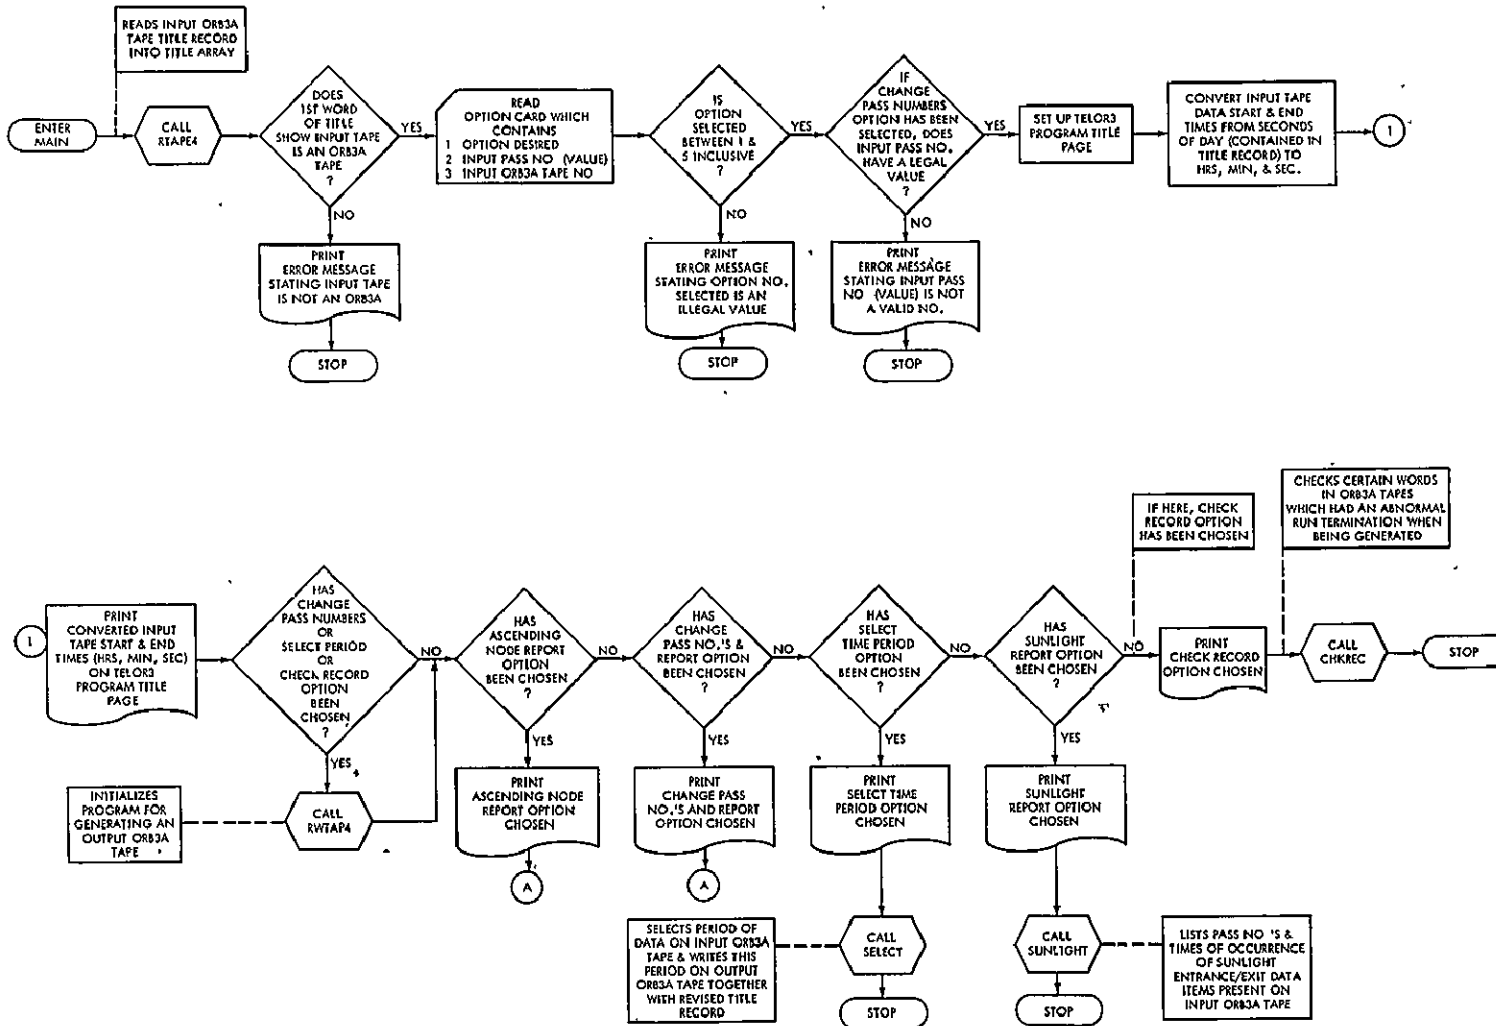 READS INPUT ORB3A
TAPE TITLE RECORD
INTO TITLE ARRAY
ENTER
MAIN
CALL
RTAPE4
DOES
1ST WORD
OF TITLE
SHOW INPUT TAPE
IS AN ORB3A
TAPE
?
YES
NO
PRINT
ERROR MESSAGE
STATING INPUT TAPE
IS NOT AN ORB3A
STOP
READ
OPTION CARD WHICH
CONTAINS
1 OPTION DESIRED
2 INPUT PASS NO (VALUE)
3 INPUT ORB3A TAPE NO
IS
OPTION
SELECTED
BETWEEN 1 &
5 INCLUSIVE
?
YES
NO
PRINT
ERROR MESSAGE
STATING OPTION NO.
SELECTED IS AN
ILLEGAL VALUE
STOP
IF
CHANGE
PASS NUMBERS
OPTION HAS BEEN
SELECTED, DOES
INPUT PASS NO.
HAVE A LEGAL
VALUE
?
YES
NO
PRINT
ERROR MESSAGE
STATING INPUT PASS
NO (VALUE) IS NOT
A VALID NO.
STOP
SET UP TELOR3
PROGRAM TITLE
PAGE
CONVERT INPUT TAPE
DATA START & END
TIMES FROM SECONDS
OF DAY (CONTAINED IN
TITLE RECORD) TO
HRS, MIN, & SEC.
1
1
PRINT
CONVERTED INPUT
TAPE START & END
TIMES (HRS, MIN, SEC)
ON TELOR3
PROGRAM TITLE
PAGE
HAS
CHANGE
PASS NUMBERS
OR
SELECT PERIOD
OR
CHECK RECORD
OPTION
BEEN
CHOSEN
?
NO
YES
INITIALIZES
PROGRAM FOR
GENERATING AN
OUTPUT ORB3A
TAPE
CALL
RWTAP4
HAS
ASCENDING
NODE REPORT
OPTION
BEEN CHOSEN
?
NO
YES
PRINT
ASCENDING NODE
REPORT OPTION
CHOSEN
A
HAS
CHANGE
PASS NO.'S &
REPORT OPTION
BEEN CHOSEN
?
NO
YES
PRINT
CHANGE PASS
NO.'S AND REPORT
OPTION CHOSEN
A
HAS
SELECT
TIME PERIOD
OPTION
BEEN CHOSEN
?
NO
YES
PRINT
SELECT TIME
PERIOD OPTION
CHOSEN
SELECTS PERIOD OF
DATA ON INPUT ORB3A
TAPE & WRITES THIS
PERIOD ON OUTPUT
ORB3A TAPE TOGETHER
WITH REVISED TITLE
RECORD
CALL
SELECT
STOP
HAS
SUNLIGHT
REPORT OPTION
BEEN CHOSEN
?
NO
YES
PRINT
SUNLIGHT
REPORT OPTION
CHOSEN
CALL
SUNLIGHT
STOP
LISTS PASS NO 'S &
TIMES OF OCCURRENCE
OF SUNLIGHT
ENTRANCE/EXIT DATA
ITEMS PRESENT ON
INPUT ORB3A TAPE
IF HERE, CHECK
RECORD OPTION
HAS BEEN CHOSEN
PRINT
CHECK RECORD
OPTION CHOSEN
CHECKS CERTAIN WORDS
IN ORB3A TAPES
WHICH HAD AN ABNORMAL
RUN TERMINATION WHEN
BEING GENERATED
CALL
CHKREC
STOP